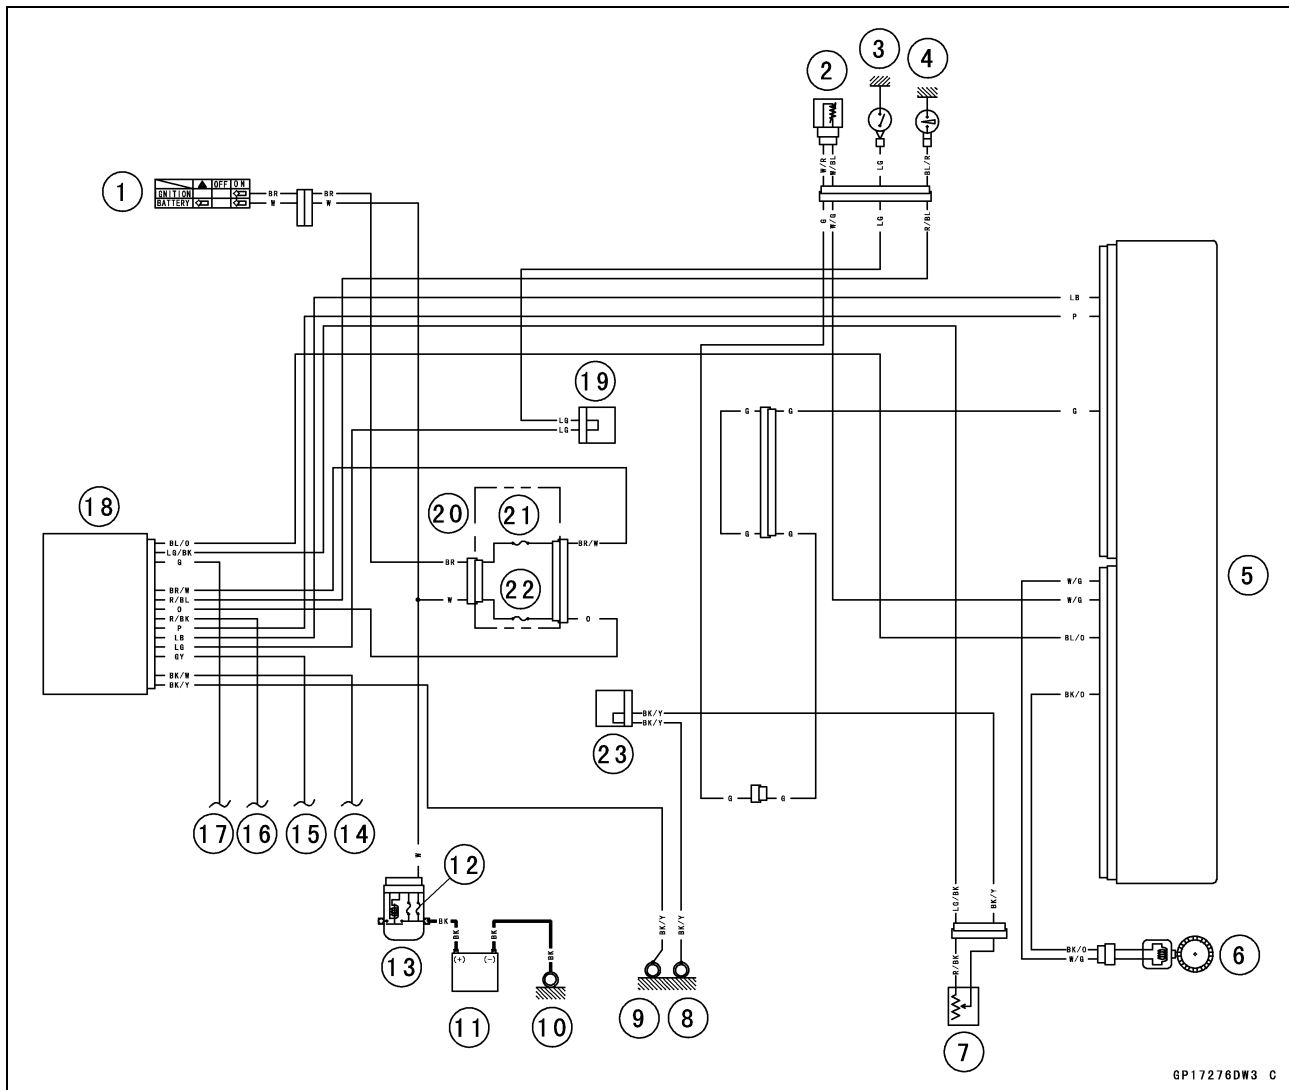 3
2
4
W/R
W/BL
LG
BL/R
1
OFF
ON
IGNITION
BATTERY
BR
W
BR
W
G
W/G
LG
R/BL
LB
P
19
G
G
G
LG
LG
18
20
21
BL/O
LG/BK
G
BR/W
G
G
BR
22
5
W/G
BR/W
R/BL
W
W/G
O
O
R/BK
P
LB
BL/O
LG
GY
BK/W
BK/Y
BK/O
BK/Y
BK/Y
23
G
G
17
16
15
14
W
12
LG/BK
BK/Y
BK
BK
BK
BK
BK/Y
BK/Y
BK/O
W/G
6
(+)
(-)
13
R/BK
9
8
11
10
7
GP17276DW3 C